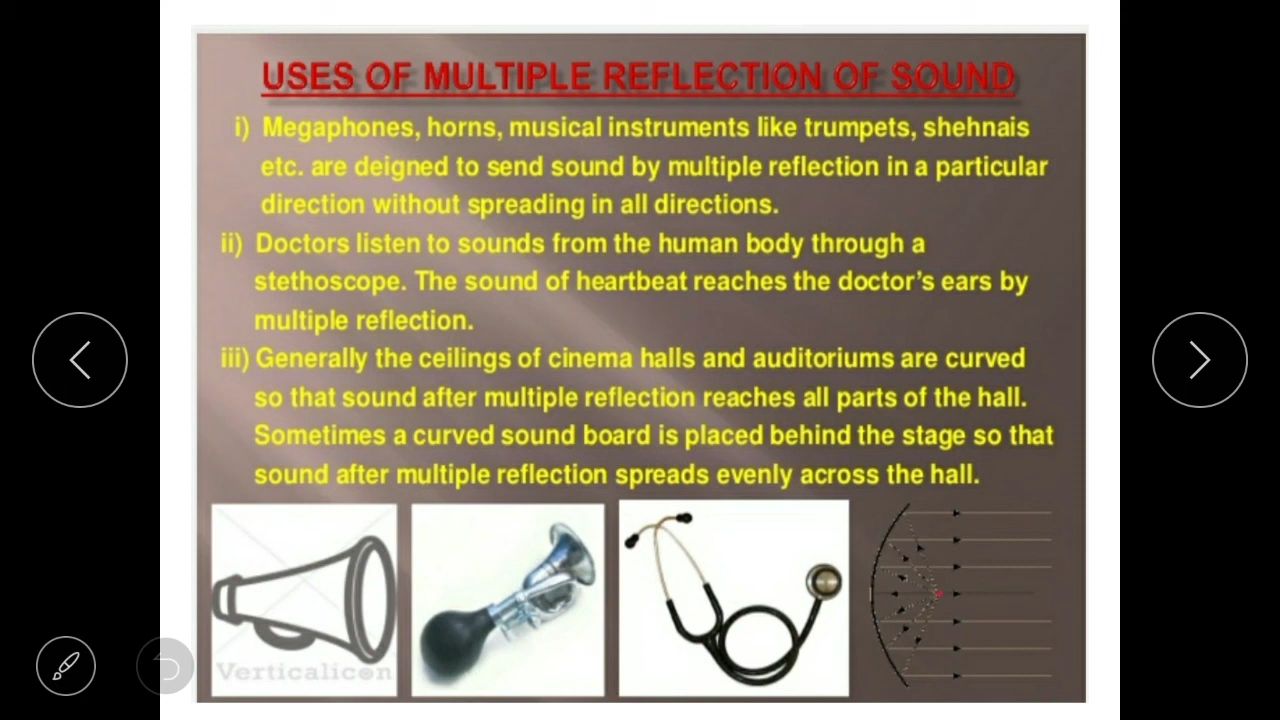 USES OF MULTIPLE REFLECTION OF SOUND
i) Megaphones, horns, musical instruments like trumpets, shehnais
etc. are deigned to send sound by multiple reflection in a particular
direction without spreading in all directions.
ii) Doctors listen to sounds from the human body through a
stethoscope. The sound of heartbeat reaches the doctor's ears by
multiple reflection.
iii) Generally the ceilings of cinema halls and auditoriums are curved
so that sound after multiple reflection reaches all parts of the hall.
Sometimes a curved sound board is placed behind the stage so that
sound after multiple reflection spreads evenly across the hall.
Verticalicon